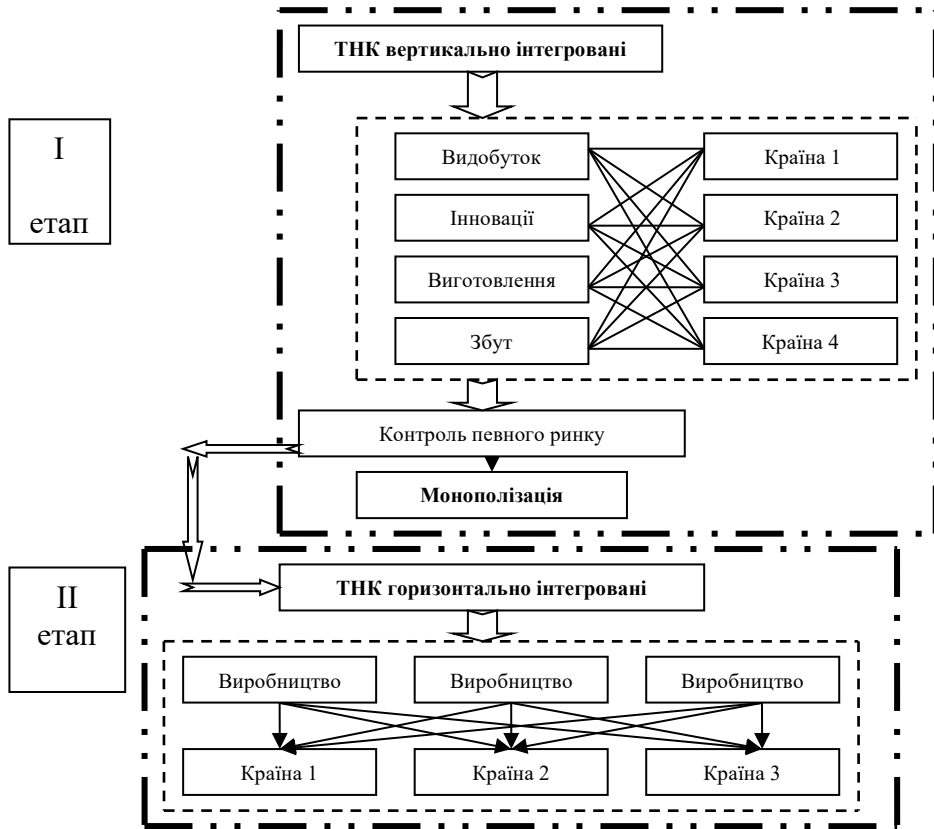 ТНК вертикально інтегровані
І
етап
Видобуток
Країна 1
Інновації
Країна 2
Виготовлення
Країна 3
Збут
Країна 4
Контроль певного ринку
Монополізація
ІІ
етап
ТНК горизонтально інтегровані
Виробництво
Виробництво
Виробництво
Країна 1
Країна 2
Країна 3